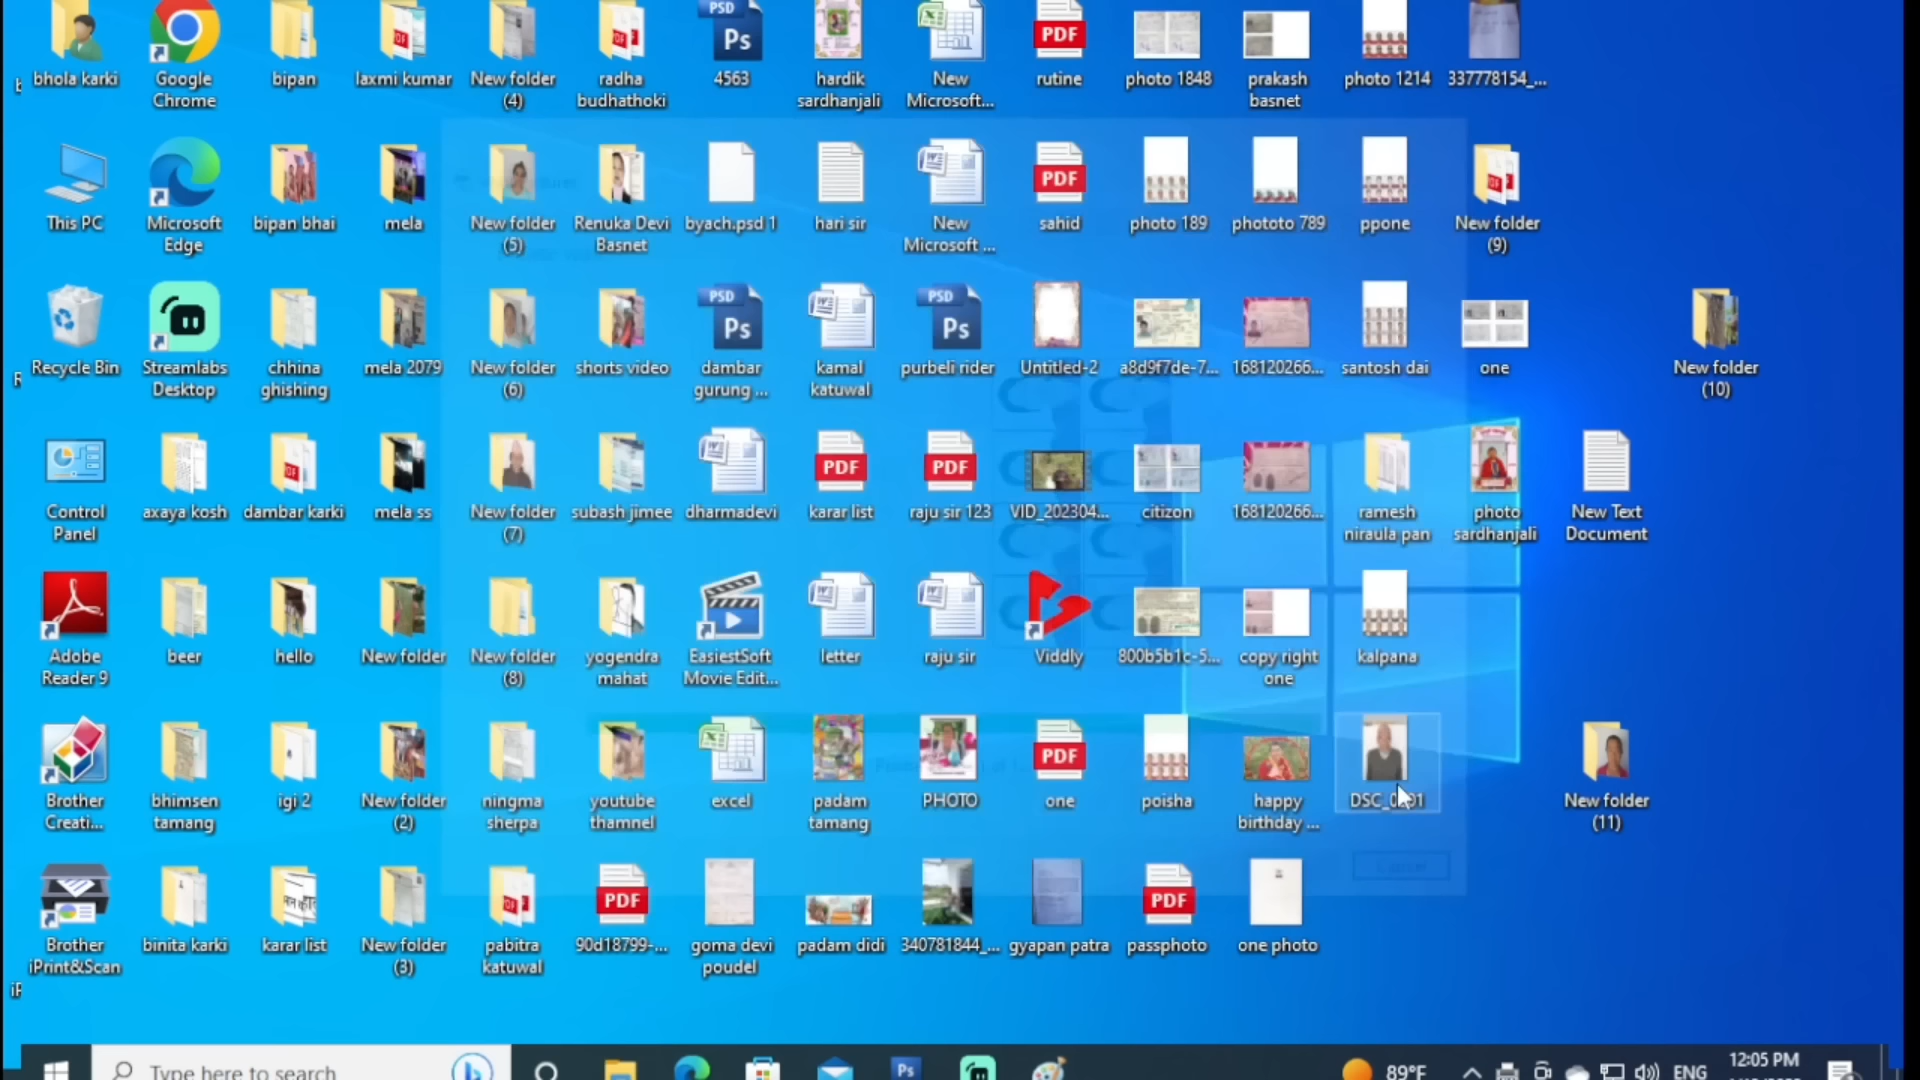 bhola karki
Google
Chrome
bipan
laxmi kumar
New folder
(4)
radha
budhathoki
4563
hardik
sardhanjali
New
Microsoft...
rutine
photo 1848
prakash
basnet
photo 1214
337778154_...
This PC
Microsoft
Edge
bipan bhai
mela
New folder
(5)
Renuka Devi
Basnet
byach.psd 1
hari sir
New
Microsoft ...
sahid
photo 189
phototo 789
ppone
New folder
(9)
Recycle Bin
Streamlabs
Desktop
chhina
ghishing
mela 2079
New folder
(6)
shorts video
dambar
gurung ...
kamal
katuwal
purbeli rider
Untitled-2
a8d9f7de-7...
168120266...
santosh dai
one
New folder
(10)
Control
Panel
axaya kosh
dambar karki
mela ss
New folder
(7)
subash jimee
dharmadevi
karar list
raju sir 123
VID_202304...
citizon
168120266...
ramesh
niraula pan
photo
sardhanjali
New Text
Document
Adobe
Reader 9
beer
hello
New folder
New folder
(8)
yogendra
mahat
EasiestSoft
Movie Edit...
letter
raju sir
Viddly
800b5b1c-5...
copy right
one
kalpana
Brother
Creati...
bhimsen
tamang
igi 2
New folder
(2)
ningma
sherpa
youtube
thamnel
excel
padam
tamang
PHOTO
one
poisha
happy
birthday ...
New folder
(11)
Brother
iPrint&Scan
binita karki
karar list
New folder
(3)
pabitra
katuwal
90d18799-...
goma devi
poudel
padam didi
340781844_...
gyapan patra
passphoto
one photo
Type here to search
89°F
ENG
12:05 PM